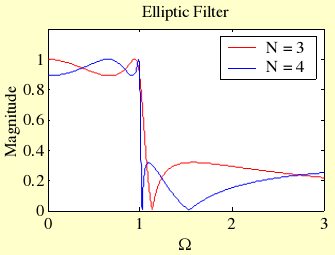 Elliptic Filter
N = 3
N = 4
Magnitude
1
0.8
0.6
0.4
0.2
0
0 1 2 3
Ω